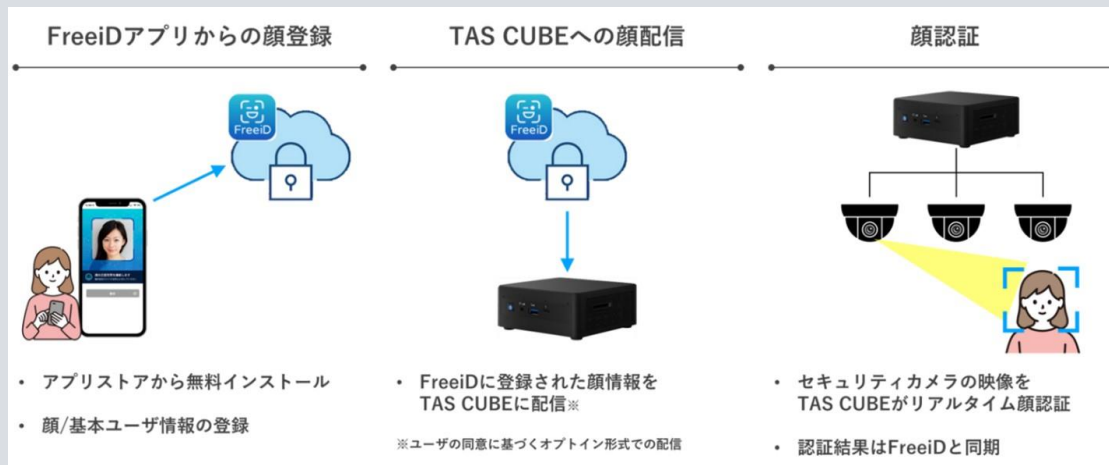 FreeiDアプリからの顔登録
FreeiD
・ アプリストアから無料インストール
・ 顔/基本ユーザ情報の登録
TAS CUBEへの顔配信
FreeiD
・ FreeiDに登録された顔情報を
TAS CUBEに配信※
※ユーザの同意に基づくオプトイン形式での配信
顔認証
・ セキュリティカメラの映像を
TAS CUBEがリアルタイム顔認証
・ 認証結果はFreeiDと同期